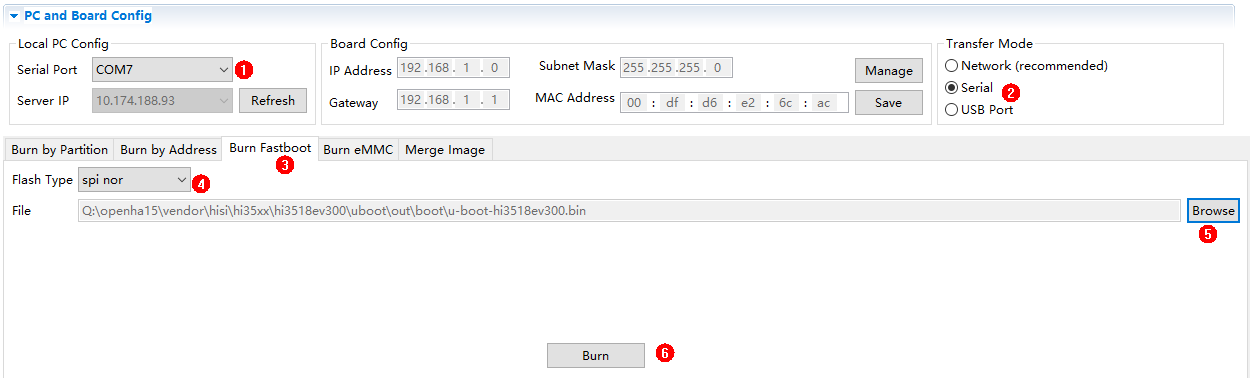 PC and Board Config
Local PC Config
Serial Port COM7 1
Server IP 10.174.188.93 Refresh
Board Config
IP Address 192 .168 . 1 . 0 Subnet Mask 255 .255 .255 . 0 Manage
Gateway 192 .168 . 1 . 1 MAC Address 00 : df : d6 : e2 : 6c : ac Save
Transfer Mode
Network (recommended)
Serial 2
USB Port
Burn by Partition Burn by Address Burn Fastboot Burn eMMC Merge Image
3
Flash Type spi nor 4
File Q:\openha15\vendor\hisi\hi35xx\hi3518ev300\uboot\out\boot\u-boot-hi3518ev300.bin Browse
5
Burn 6